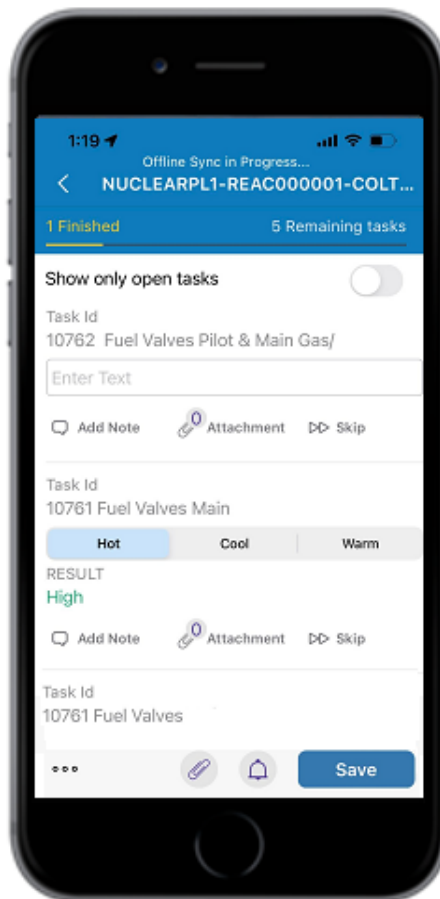 1:19
Offline Sync in Progress...
NUCLEARPL1-REAC000001-COLT...
1 Finished 5 Remaining tasks
Show only open tasks
Task Id
10762 Fuel Valves Pilot & Main Gas/
Enter Text
Add Note 0 Attachment Skip
Task Id
10761 Fuel Valves Main
Hot Cool Warm
RESULT
High
Add Note 0 Attachment Skip
Task Id
10761 Fuel Valves
Save